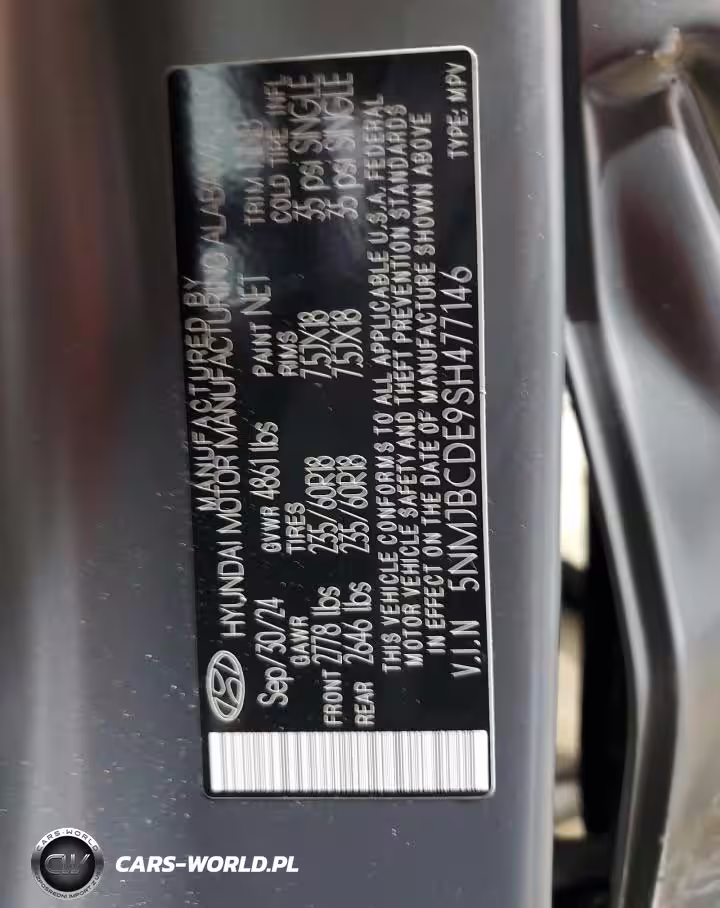 MANUFACTURED BY
HYUNDAI MOTOR MANUFACTURING
Sep/30/24 GVWR 4861 lbs PAINT NET TRIM
GAWR TIRES RIMS COLD TIRE INFL
FRONT 2778 lbs 235/60R18 7.5JX18 35 psi SINGLE
REAR 2646 lbs 235/60R18 7.5JX18 35 psi SINGLE
THIS VEHICLE CONFORMS TO ALL APPLICABLE U.S.A. FEDERAL
MOTOR VEHICLE SAFETY AND THEFT PREVENTION STANDARDS
IN EFFECT ON THE DATE OF MANUFACTURE SHOWN ABOVE
V.I.N 5NMJBCDE9SH477146 TYPE: MPV
CARS-WORLD
CW
CARS-WORLD.PL